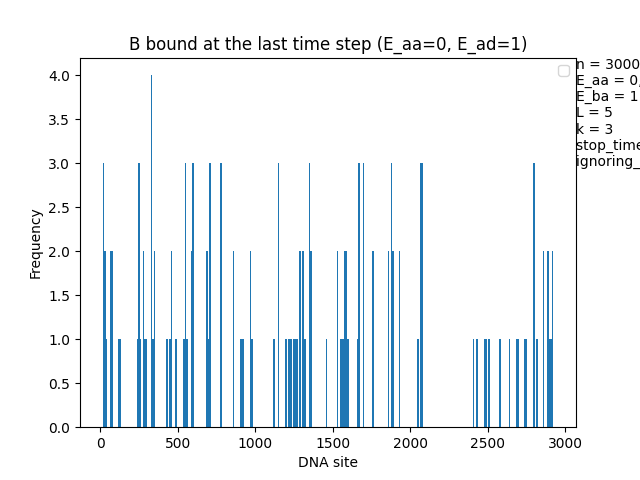 B bound at the last time step (E_aa=0, E_ad=1)
4.0
3.5
3.0
2.5
2.0
1.5
1.0
0.5
0.0
Frequency
0 500 1000 1500 2000 2500 3000
DNA site
n = 3000
E_aa = 0,
E_ba = 1
L = 5
k = 3
stop_time
ignoring_